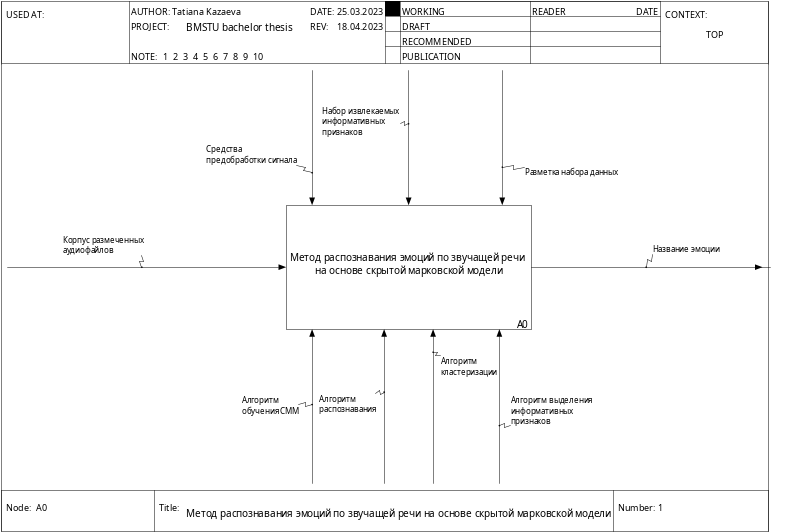 USED AT:
AUTHOR: Tatiana Kazaeva
DATE: 25.03.2023
WORKING
READER
DATE
CONTEXT:
PROJECT: BMSTU bachelor thesis
REV: 18.04.2023
DRAFT
TOP
RECOMMENDED
NOTE: 1 2 3 4 5 6 7 8 9 10
PUBLICATION
Набор извлекаемых
информативных
признаков
Средства
предобработки сигнала
Разметка набора данных
Корпус размеченных
аудиофайлов
Название эмоции
Метод распознавания эмоций по звучащей речи
на основе скрытой марковской модели
A0
Алгоритм
кластеризации
Алгоритм
обучения СММ
Алгоритм
распознавания
Алгоритм выделения
информативных
признаков
Node: A0
Title: Метод распознавания эмоций по звучащей речи на основе скрытой марковской модели
Number: 1